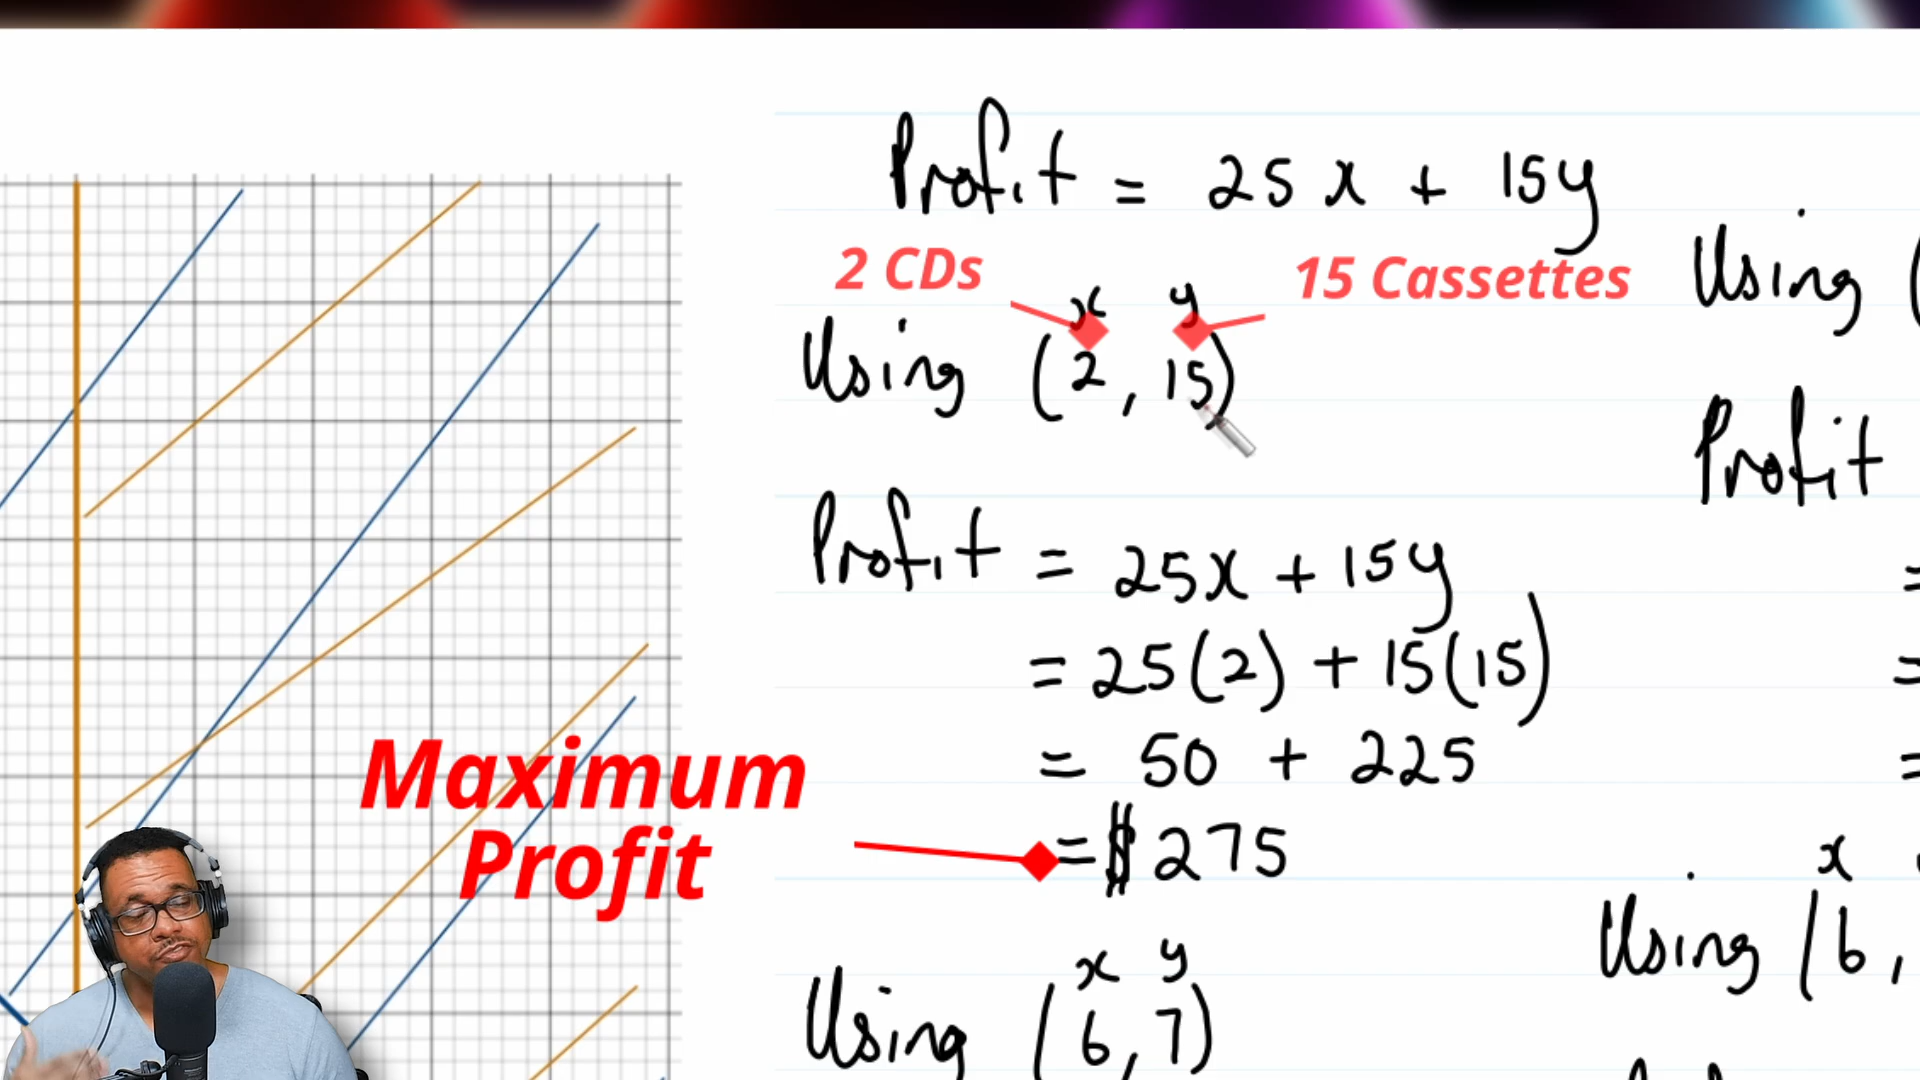 Profit = 25x + 15y
2 CDs
15 Cassettes
x y
Using (2, 15)
Profit = 25x + 15y
= 25(2) + 15(15)
= 50 + 225
Maximum
Profit
= $275
x y
Using (6, 7)
Using (
Profit
=
=
=
x
Using (6,